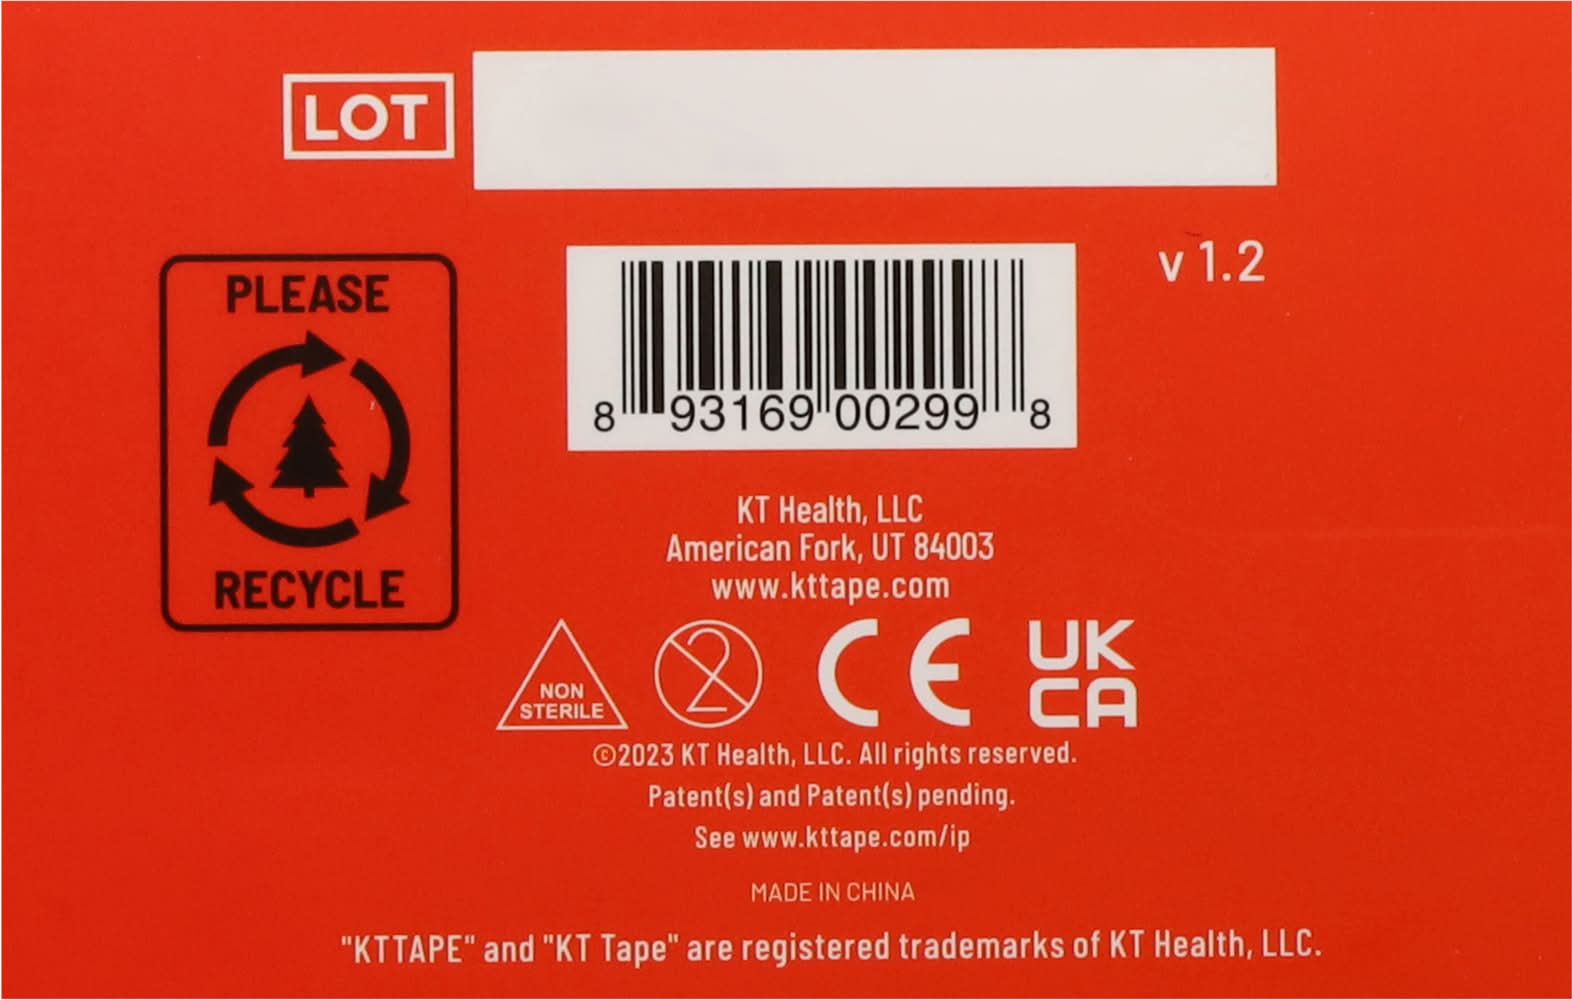 LOT
v 1.2
PLEASE
RECYCLE
8 93169 00299 8
KT Health, LLC
American Fork, UT 84003
www.kttape.com
NON
STERILE
2
CE
UK
CA
©2023 KT Health, LLC. All rights reserved.
Patent(s) and Patent(s) pending.
See www.kttape.com/ip
MADE IN CHINA
"KTTAPE" and "KT Tape" are registered trademarks of KT Health, LLC.